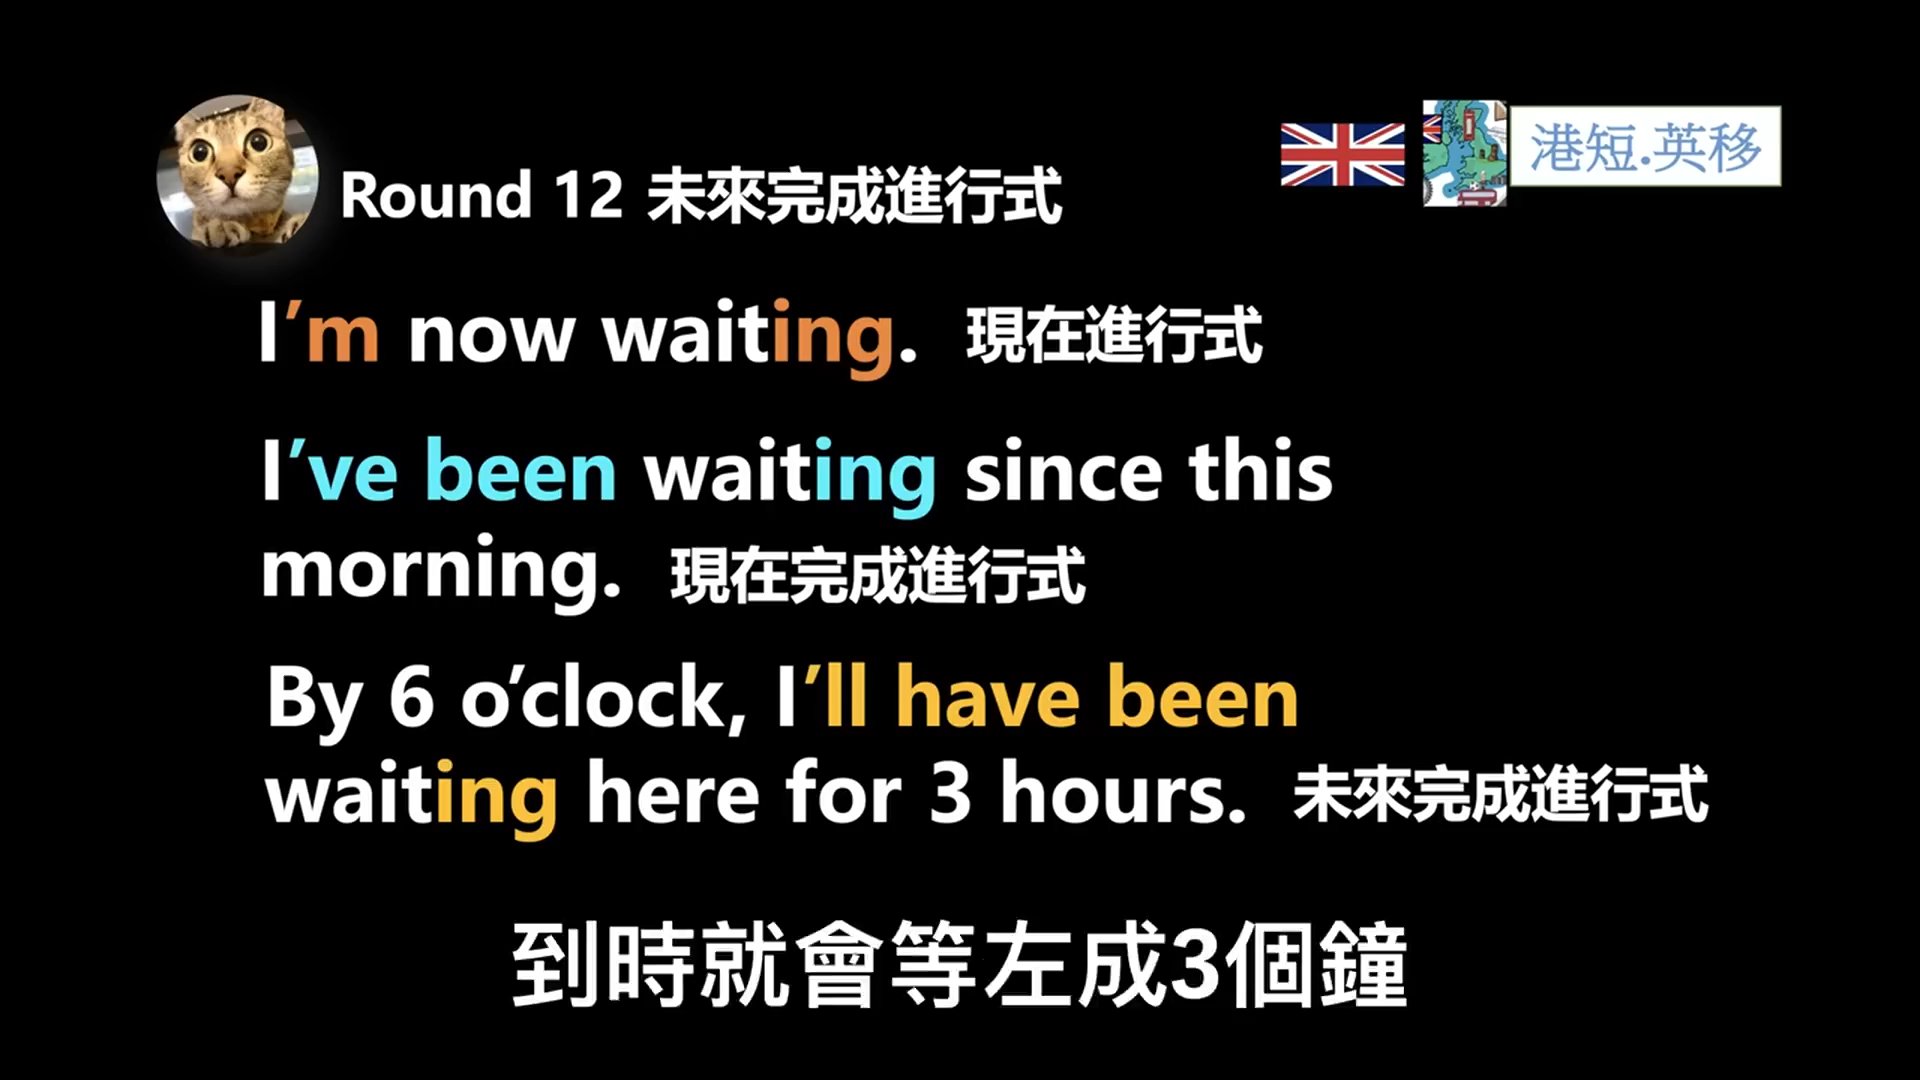 Round 12 未來完成進行式
港短.英移
I’m now waiting. 現在進行式
I’ve been waiting since this
morning. 現在完成進行式
By 6 o’clock, I’ll have been
waiting here for 3 hours. 未來完成進行式
到時就會等左成3個鐘